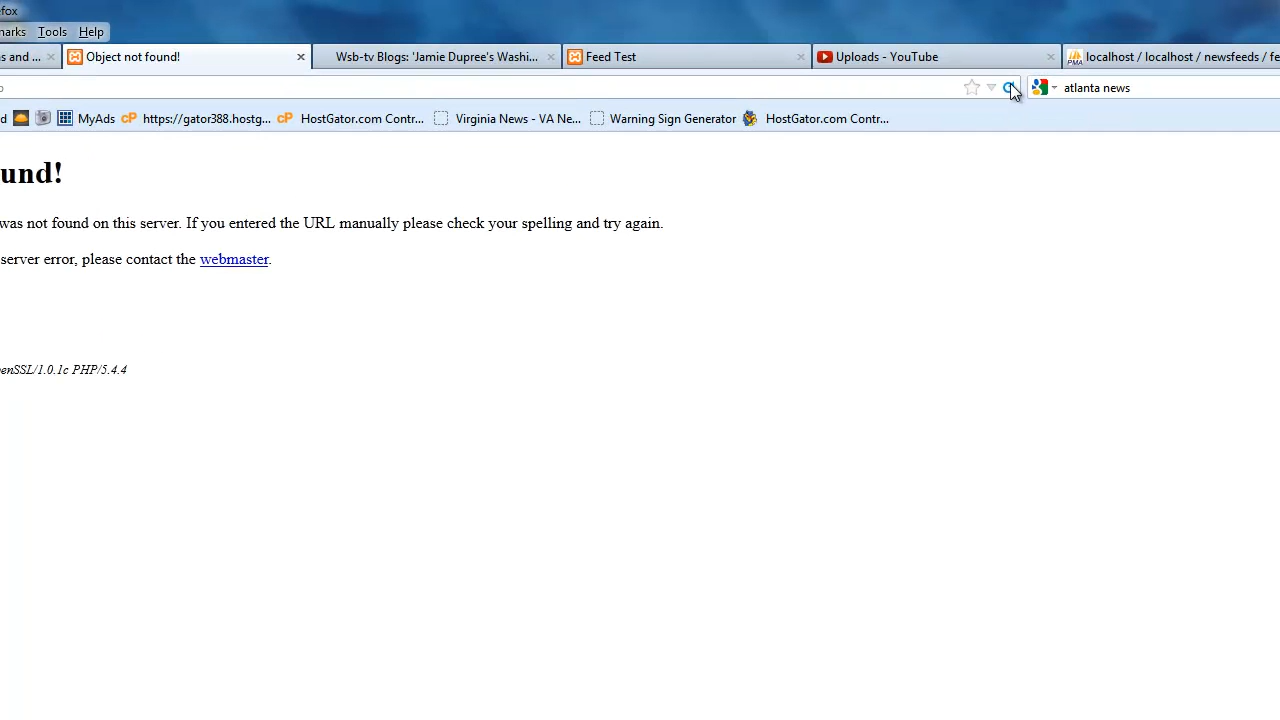 efox
marks Tools Help
s and ... Object not found! Web-tv Blogs: 'Jamie Dupree's Washi... Feed Test Uploads - YouTube localhost / localhost / newsfeeds / fe
atlanta news
d MyAds https://gator388.hostg... HostGator.com Contr... Virginia News - VA Ne... Warning Sign Generator HostGator.com Contr...
und!
was not found on this server. If you entered the URL manually please check your spelling and try again.
server error, please contact the webmaster.
enSSL/1.0.1c PHP/5.4.4